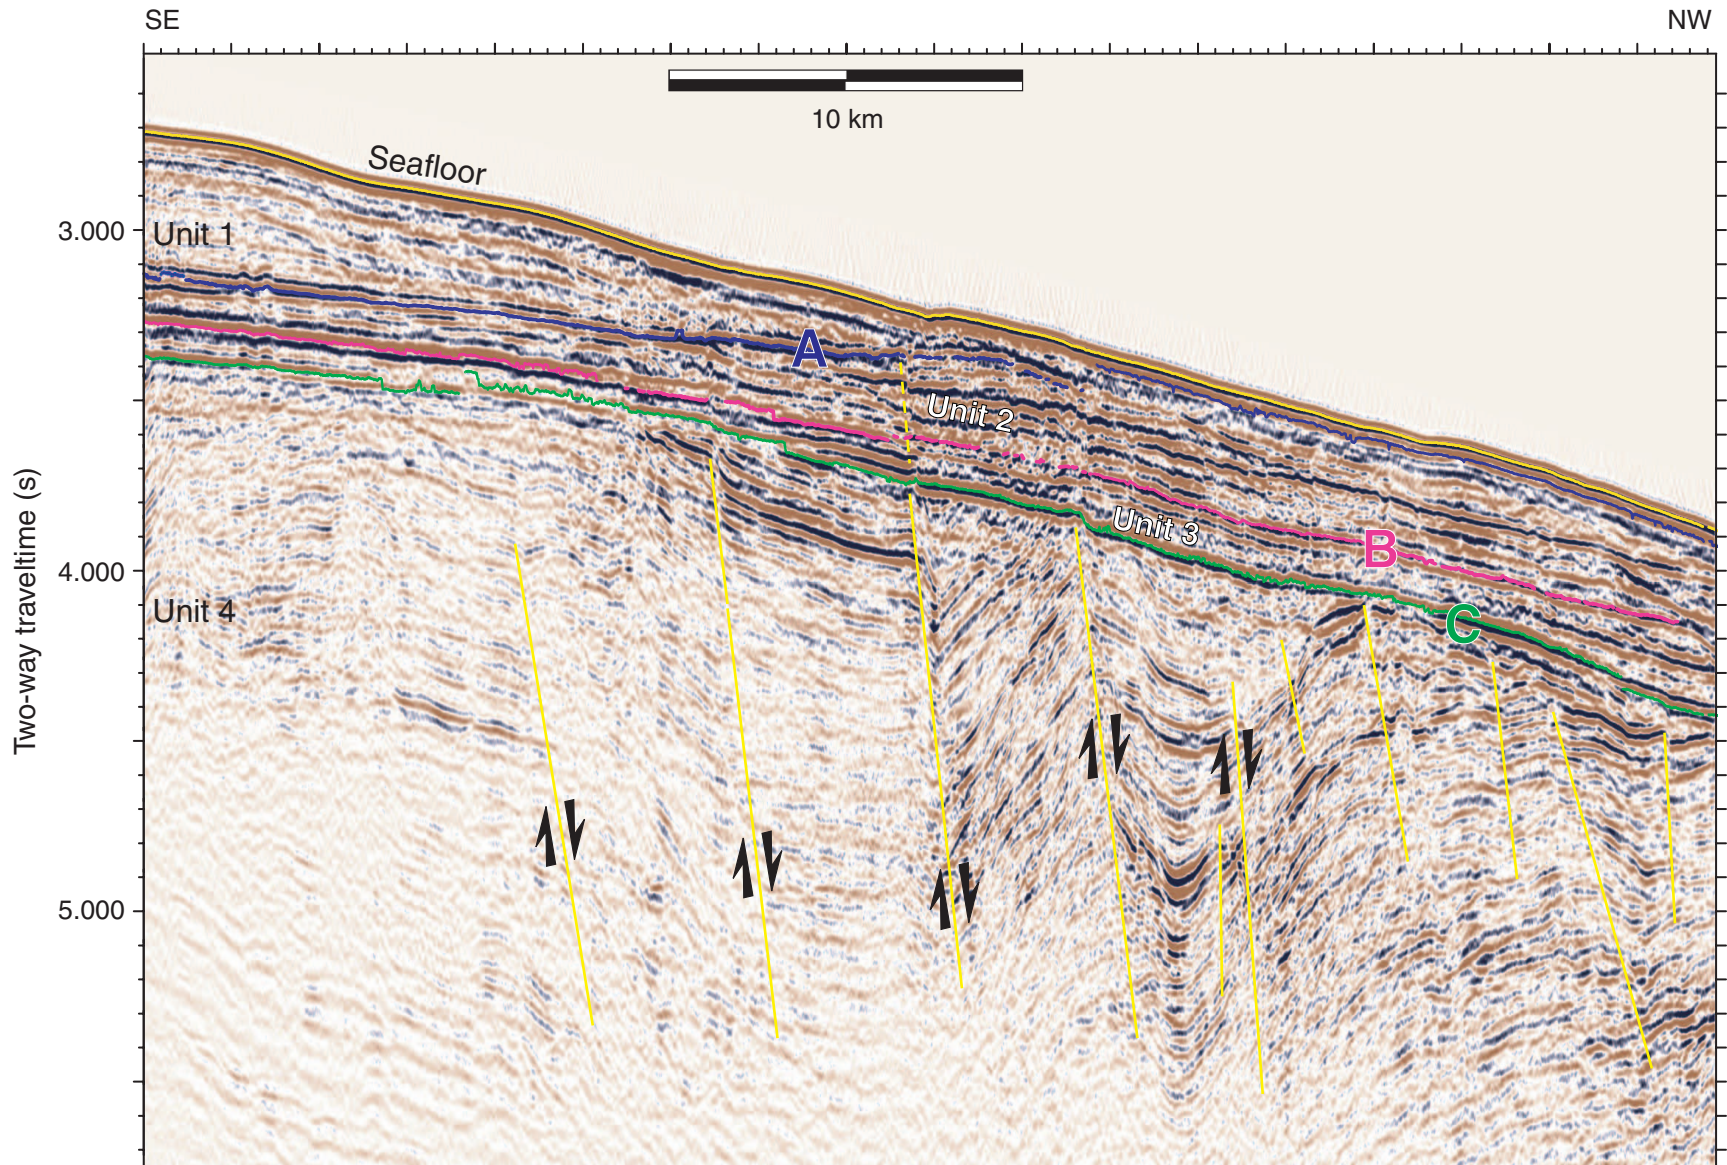 SE
NW
10 km
Seafloor
3.000
Unit 1
A
Unit 2
Two-way traveltime (s)
Unit 3
B
4.000
Unit 4
C
5.000